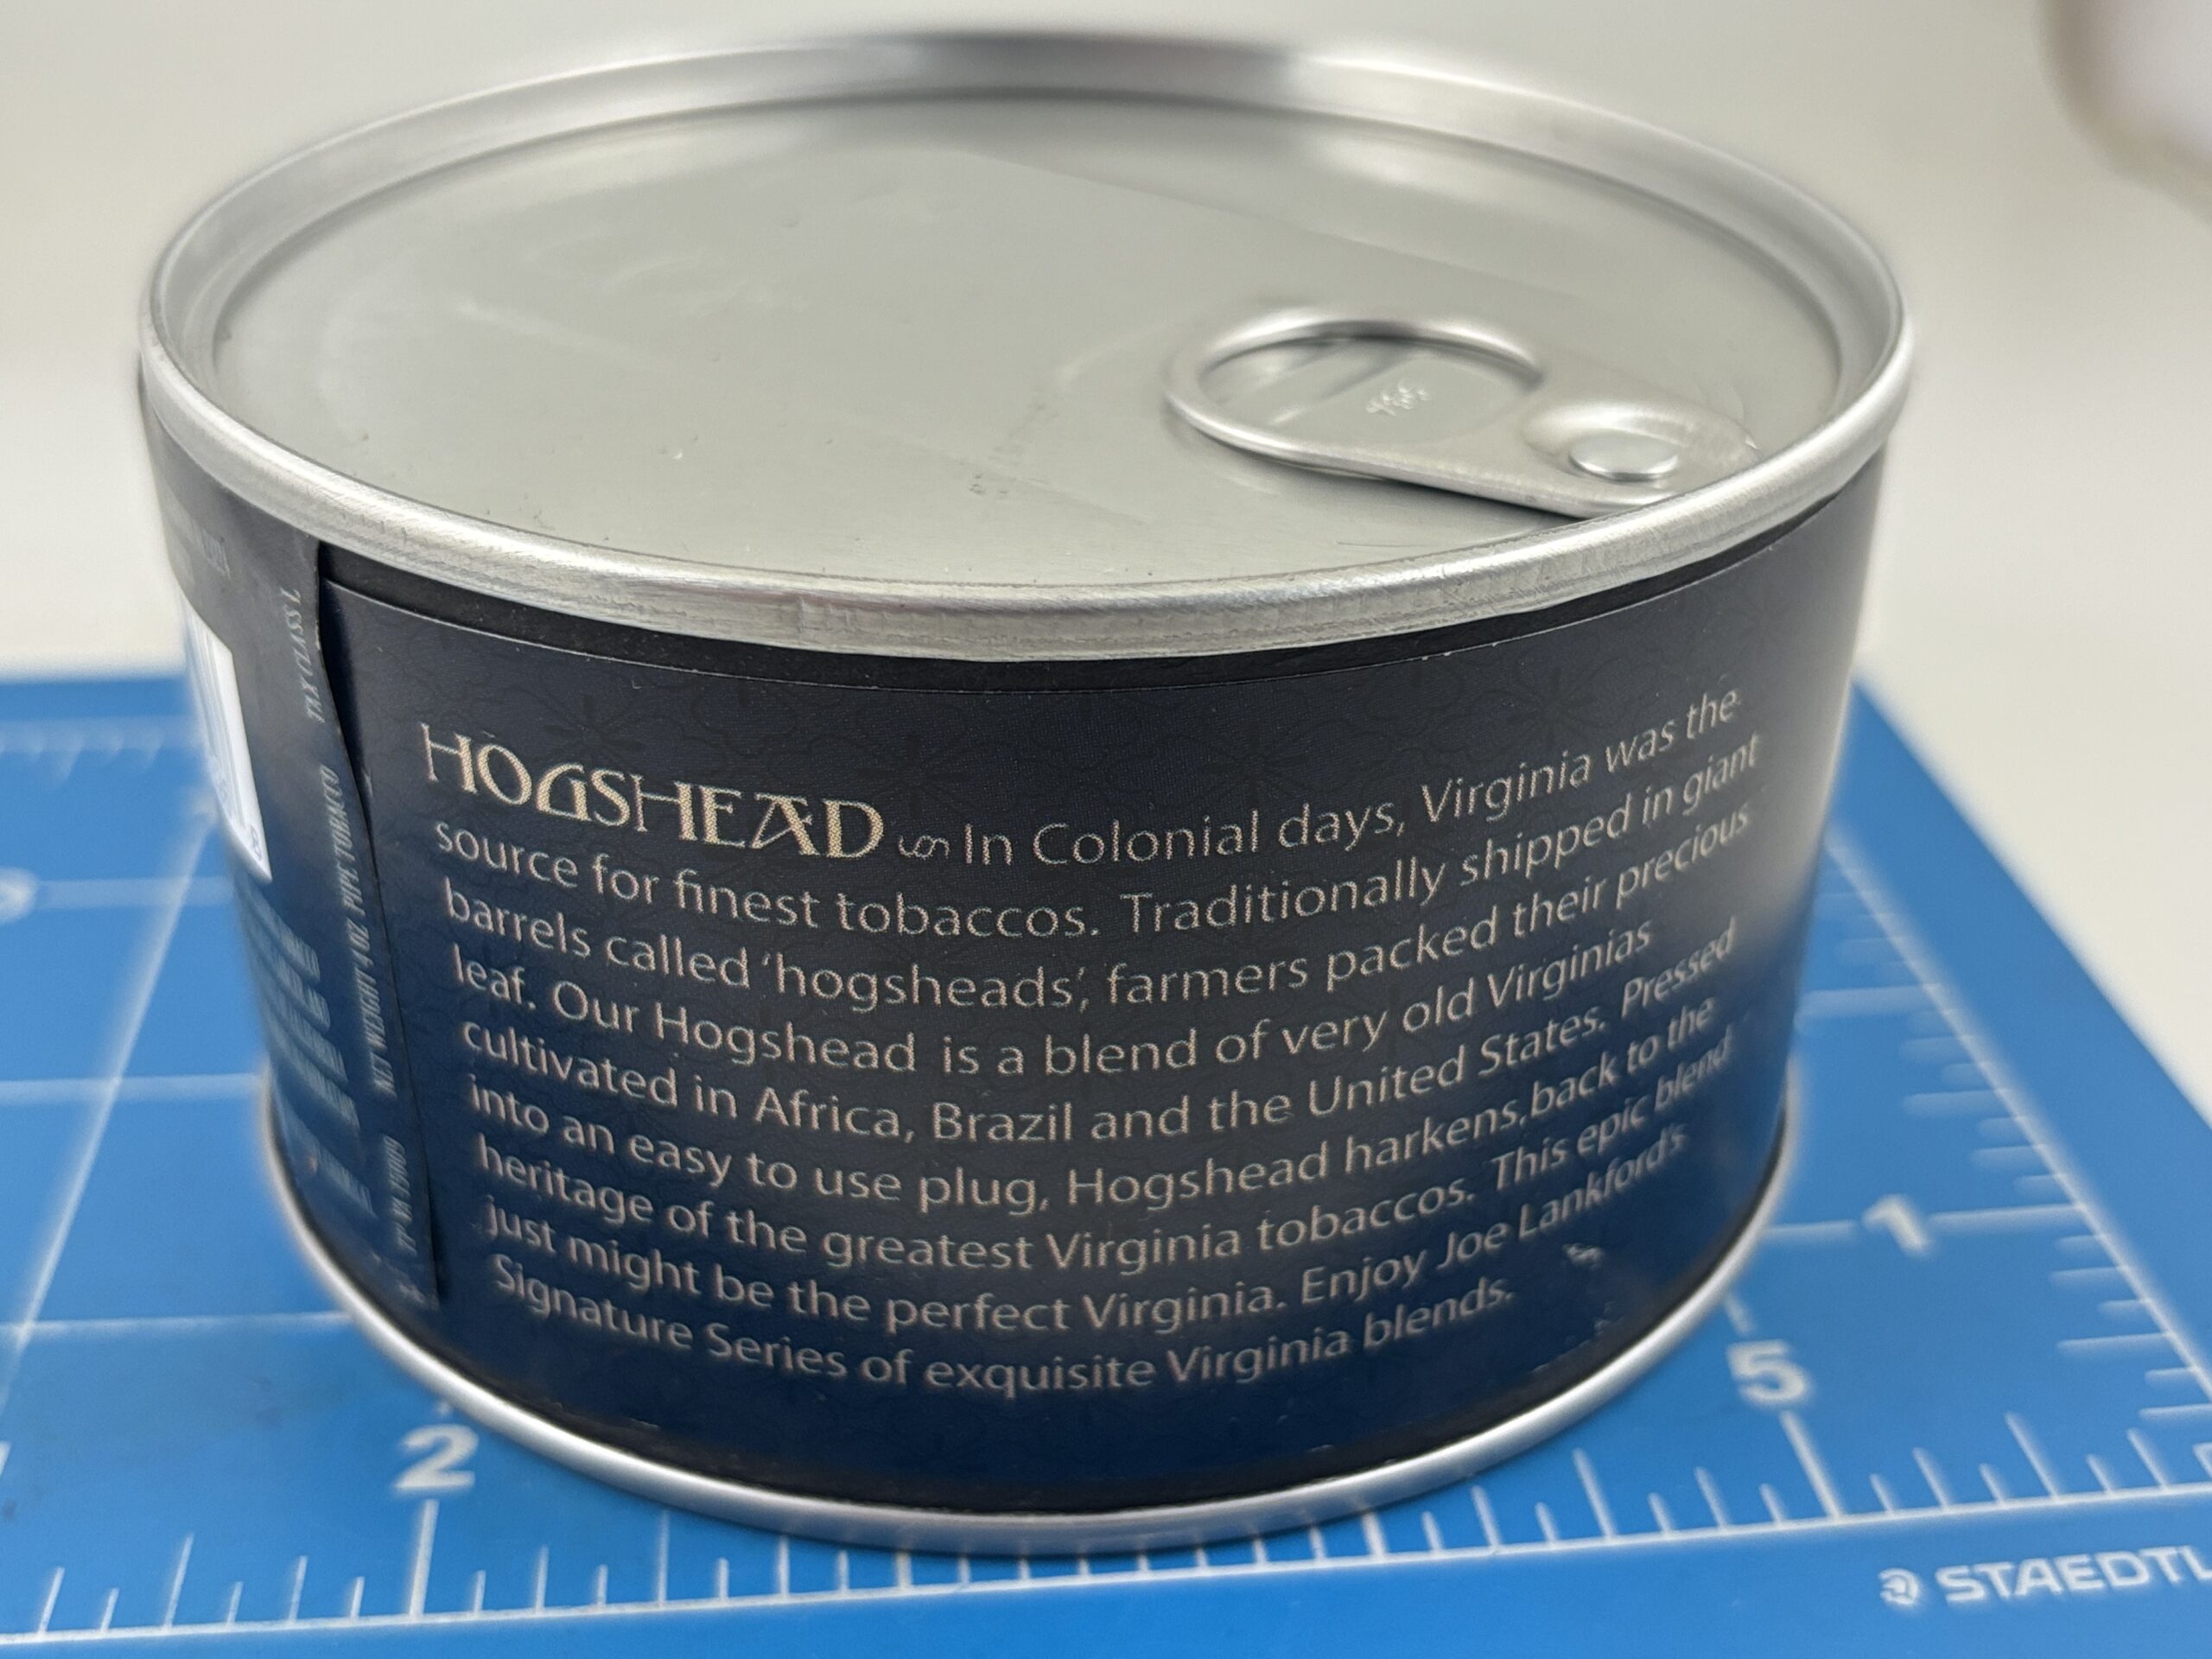 HOGSHEAD In Colonial days, Virginia was the
source for finest tobaccos. Traditionally shipped in giant
barrels called 'hogsheads', farmers packed their precious
leaf. Our Hogshead is a blend of very old Virginias
cultivated in Africa, Brazil and the United States. Pressed
into an easy to use plug, Hogshead harkens back to the
heritage of the greatest Virginia tobaccos. This epic blend
just might be the perfect Virginia. Enjoy Joe Lankford's
Signature Series of exquisite Virginia blends.
NET WEIGHT 4 OZ PIPE TOBACCO TAX CLASS L
2
5
1
STAEDTL